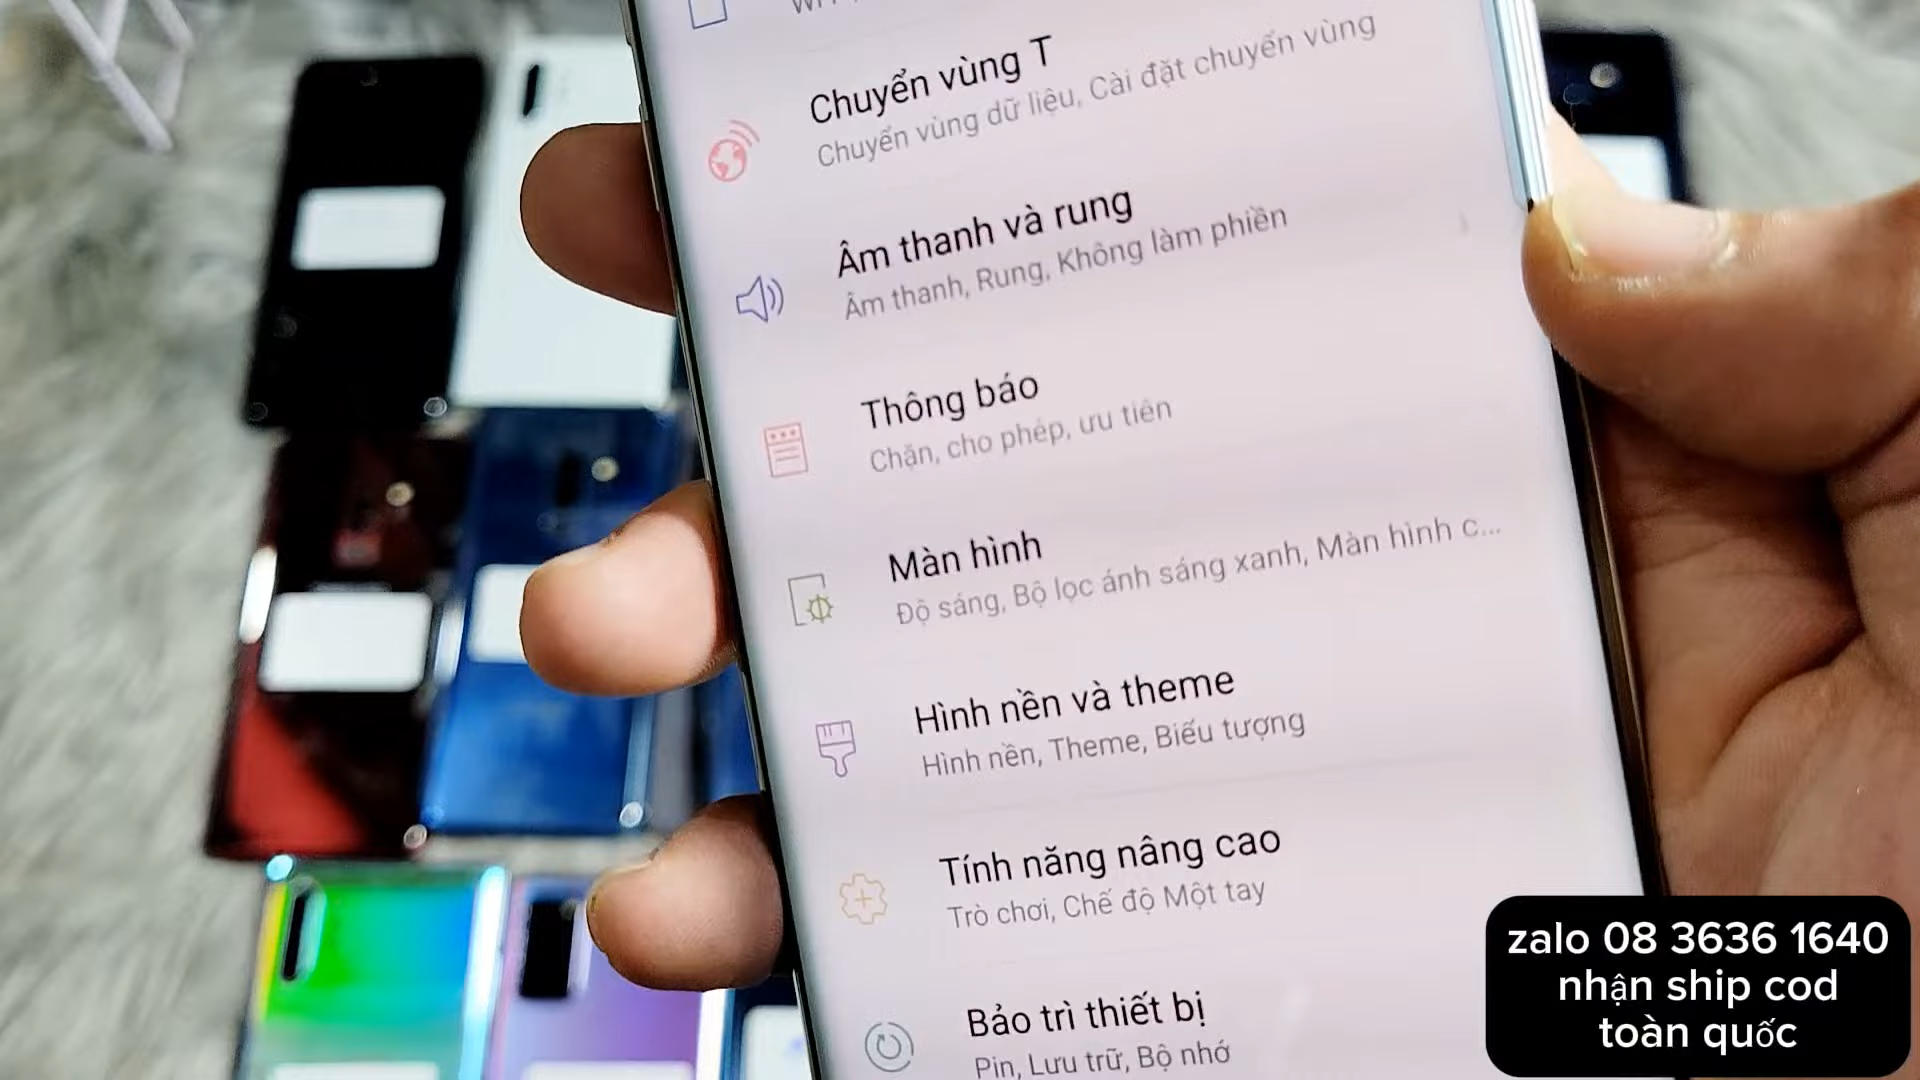 Chuyển vùng T
Chuyển vùng dữ liệu, Cài đặt chuyển vùng
Âm thanh và rung
Âm thanh, Rung, Không làm phiền
Thông báo
Chặn, cho phép, ưu tiên
Màn hình
Độ sáng, Bộ lọc ánh sáng xanh, Màn hình c...
Hình nền và theme
Hình nền, Theme, Biểu tượng
Tính năng nâng cao
Trò chơi, Chế độ Một tay
Bảo trì thiết bị
Pin, Lưu trữ, Bộ nhớ
zalo 08 3636 1640
nhận ship cod
toàn quốc